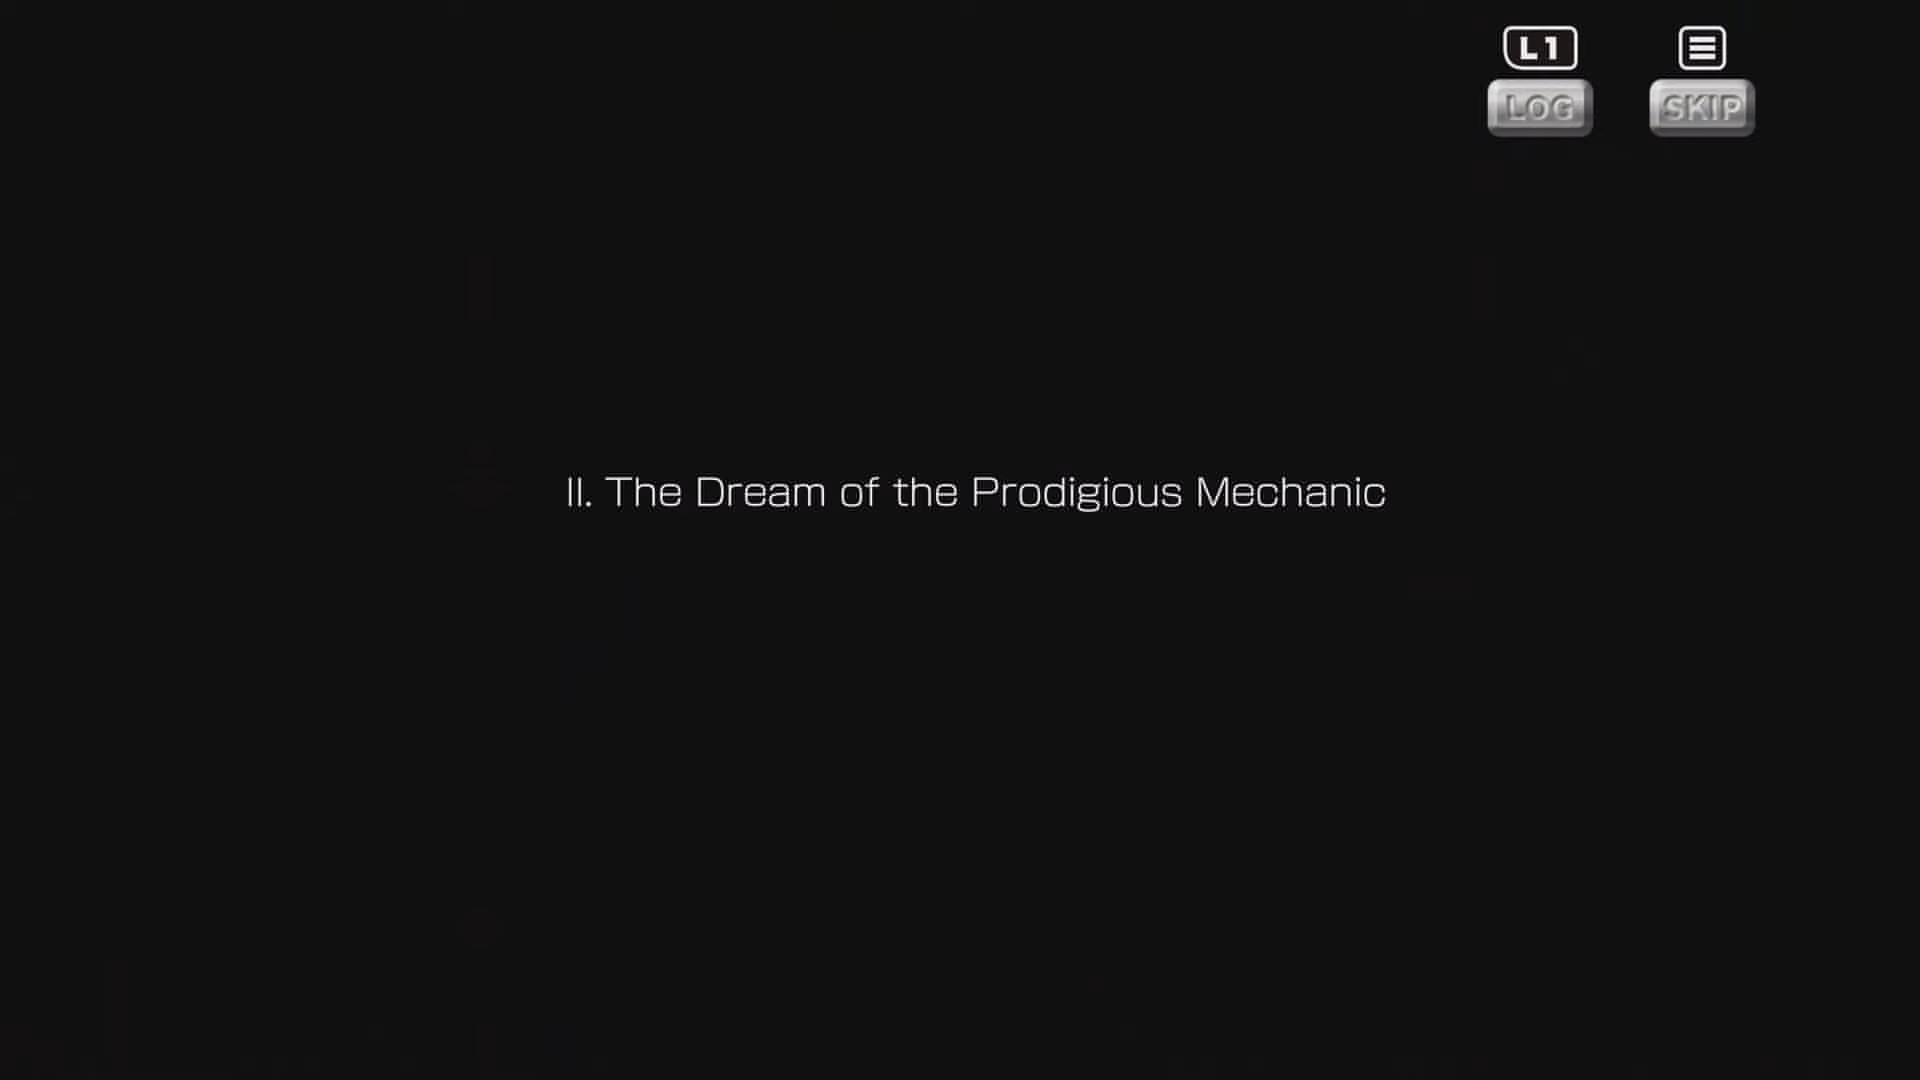 L1
LOG
SKIP
II. The Dream of the Prodigious Mechanic